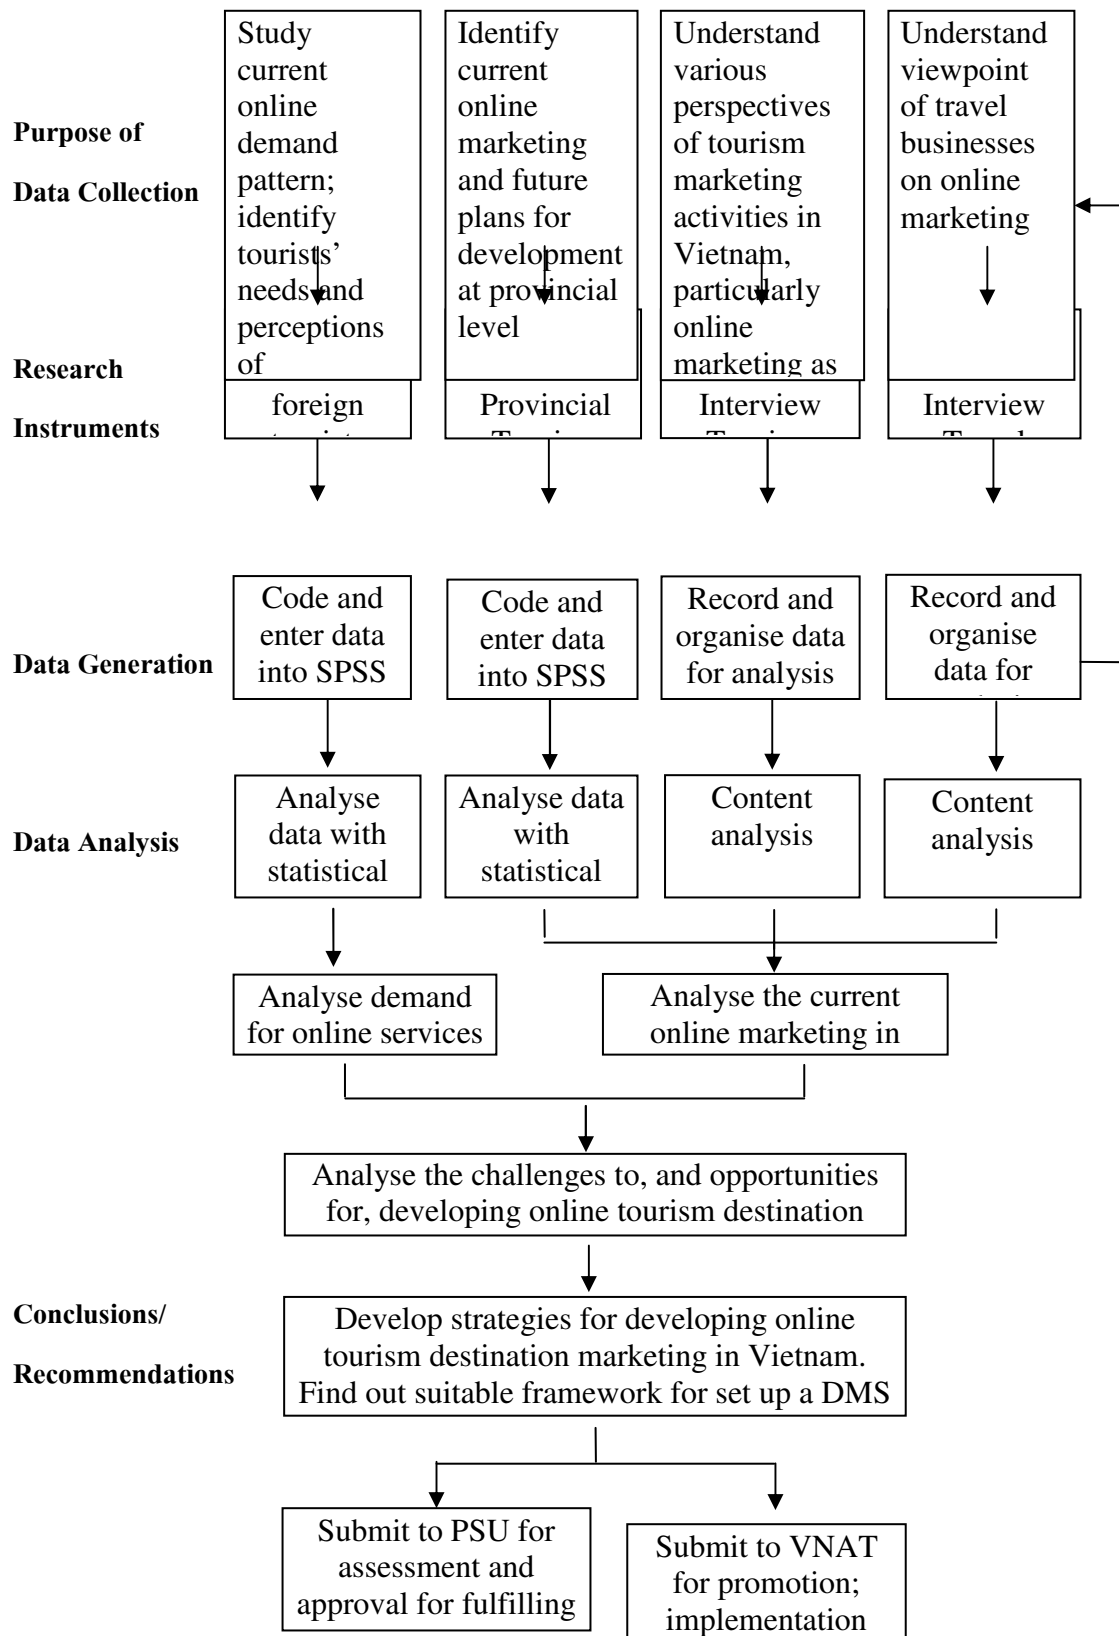 Purpose of
Data Collection
Study
current
online
demand
pattern;
identify
tourists’
needs and
perceptions
of
Identify
current
online
marketing
and future
plans for
development
at provincial
level
Understand
various
perspectives
of tourism
marketing
activities in
Vietnam,
particularly
online
marketing as
Understand
viewpoint
of travel
businesses
on online
marketing
Research
Instruments
foreign
Provincial
Interview
Interview
Data Generation
Code and
enter data
into SPSS
Code and
enter data
into SPSS
Record and
organise data
for analysis
Record and
organise
data for
Data Analysis
Analyse
data with
statistical
Analyse data
with
statistical
Content
analysis
Content
analysis
Analyse demand
for online services
Analyse the current
online marketing in
Analyse the challenges to, and opportunities
for, developing online tourism destination
Conclusions/
Recommendations
Develop strategies for developing online
tourism destination marketing in Vietnam.
Find out suitable framework for set up a DMS
Submit to PSU for
assessment and
approval for fulfilling
Submit to VNAT
for promotion;
implementation